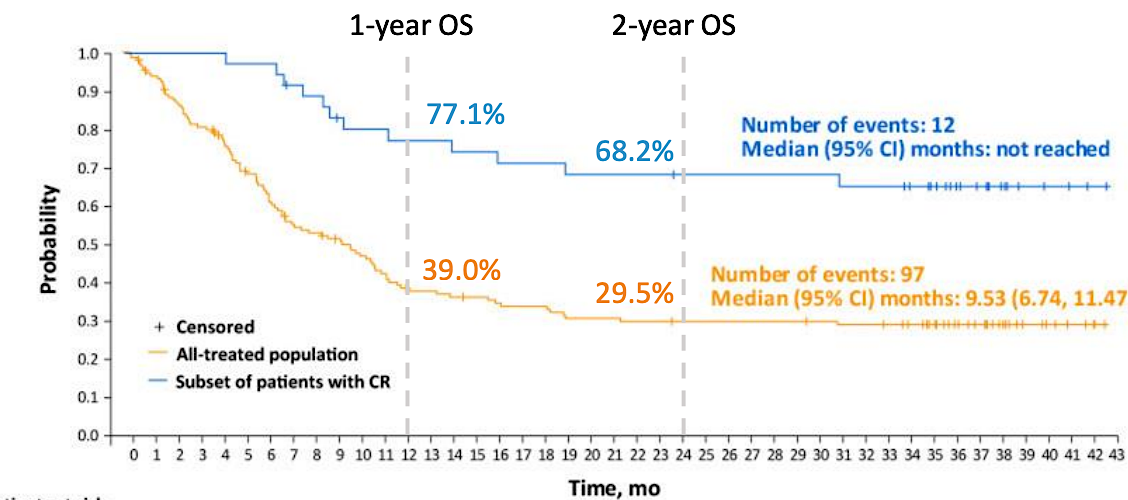 1-year OS
2-year OS
1.0
0.9
0.8
0.7
0.6
0.5
0.4
0.3
0.2
0.1
0.0
Probability
77.1%
68.2%
Number of events: 12
Median (95% CI) months: not reached
39.0%
29.5%
Number of events: 97
Median (95% CI) months: 9.53 (6.74, 11.47
+ Censored
All-treated population
Subset of patients with CR
0 1 2 3 4 5 6 7 8 9 10 11 12 13 14 15 16 17 18 19 20 21 22 23 24 25 26 27 28 29 30 31 32 33 34 35 36 37 38 39 40 41 42 43
Time, mo